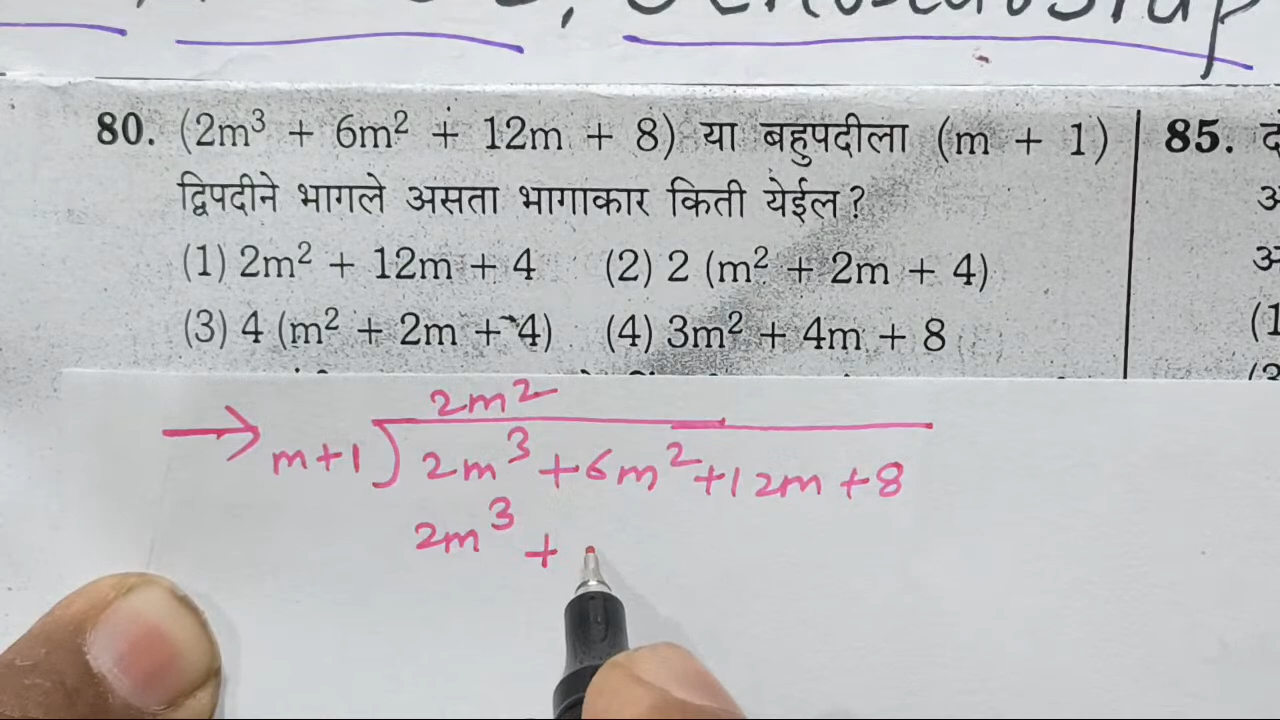 80. (2m³ + 6m² + 12m + 8) या बहुपदीला (m + 1)
द्विपदीने भागले असता भागाकार किती येईल?
(1) 2m² + 12m + 4 (2) 2 (m² + 2m + 4)
(3) 4 (m² + 2m + 4) (4) 3m² + 4m + 8
85.
2m²
m+1) 2m³+6m²+12m+8
2m³ +